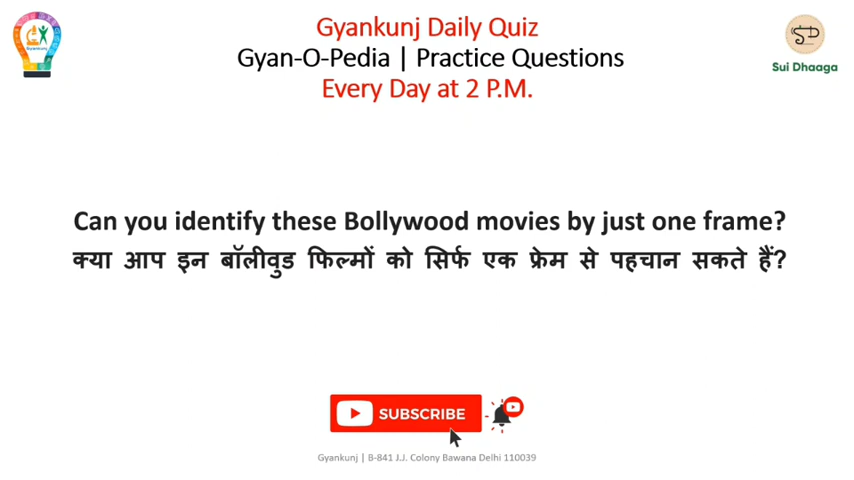 Gyankunj Daily Quiz
Gyan-O-Pedia | Practice Questions
Every Day at 2 P.M.
Gyankunj
Sui Dhaaga
Can you identify these Bollywood movies by just one frame?
क्या आप इन बॉलीवुड फिल्मों को सिर्फ एक फ्रेम से पहचान सकते हैं?
SUBSCRIBE
Gyankunj | B-841 J.J. Colony Bawana Delhi 110039